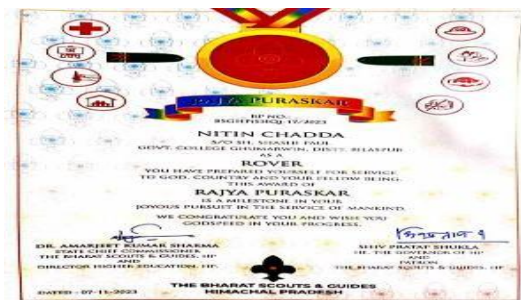 RAJYA PURASKAR
RP NO.-
NITIN CHADDA
S/O SH. SHASHI PAUL
GOVT. COLLEGE GHUMARWIN, DISTT. BILASPUR
AS A
ROVER
YOU HAVE PREPARED YOURSELF FOR SERVICE
TO GOD, COUNTRY AND YOUR FELLOW BEING.
THIS AWARD OF
RAJYA PURASKAR
IS A MILESTONE IN YOUR
JOYOUS PURSUIT IN THE SERVICE OF MANKIND.
WE CONGRATULATE YOU AND WISH YOU
GODSPEED IN YOUR PROGRESS.
DR. AMARJEET KUMAR SHARMA
STATE CHIEF COMMISSIONER
THE BHARAT SCOUTS & GUIDES, HP
AND
DIRECTOR HIGHER EDUCATION, HP
SHIV PRATAP SHUKLA
HE. THE GOVERNOR OF HP
AND
PATRON
THE BHARAT SCOUTS & GUIDES, HP
DATED - 07-11-2023
THE BHARAT SCOUTS & GUIDES
HIMACHAL PRADESH